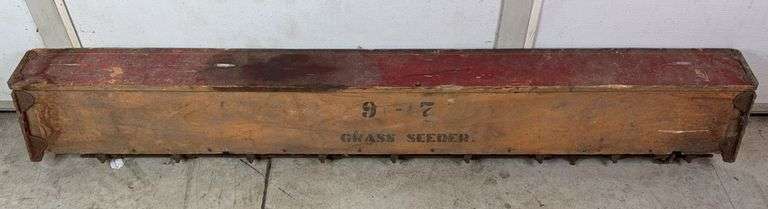 9 - 7
GRASS SEEDER.